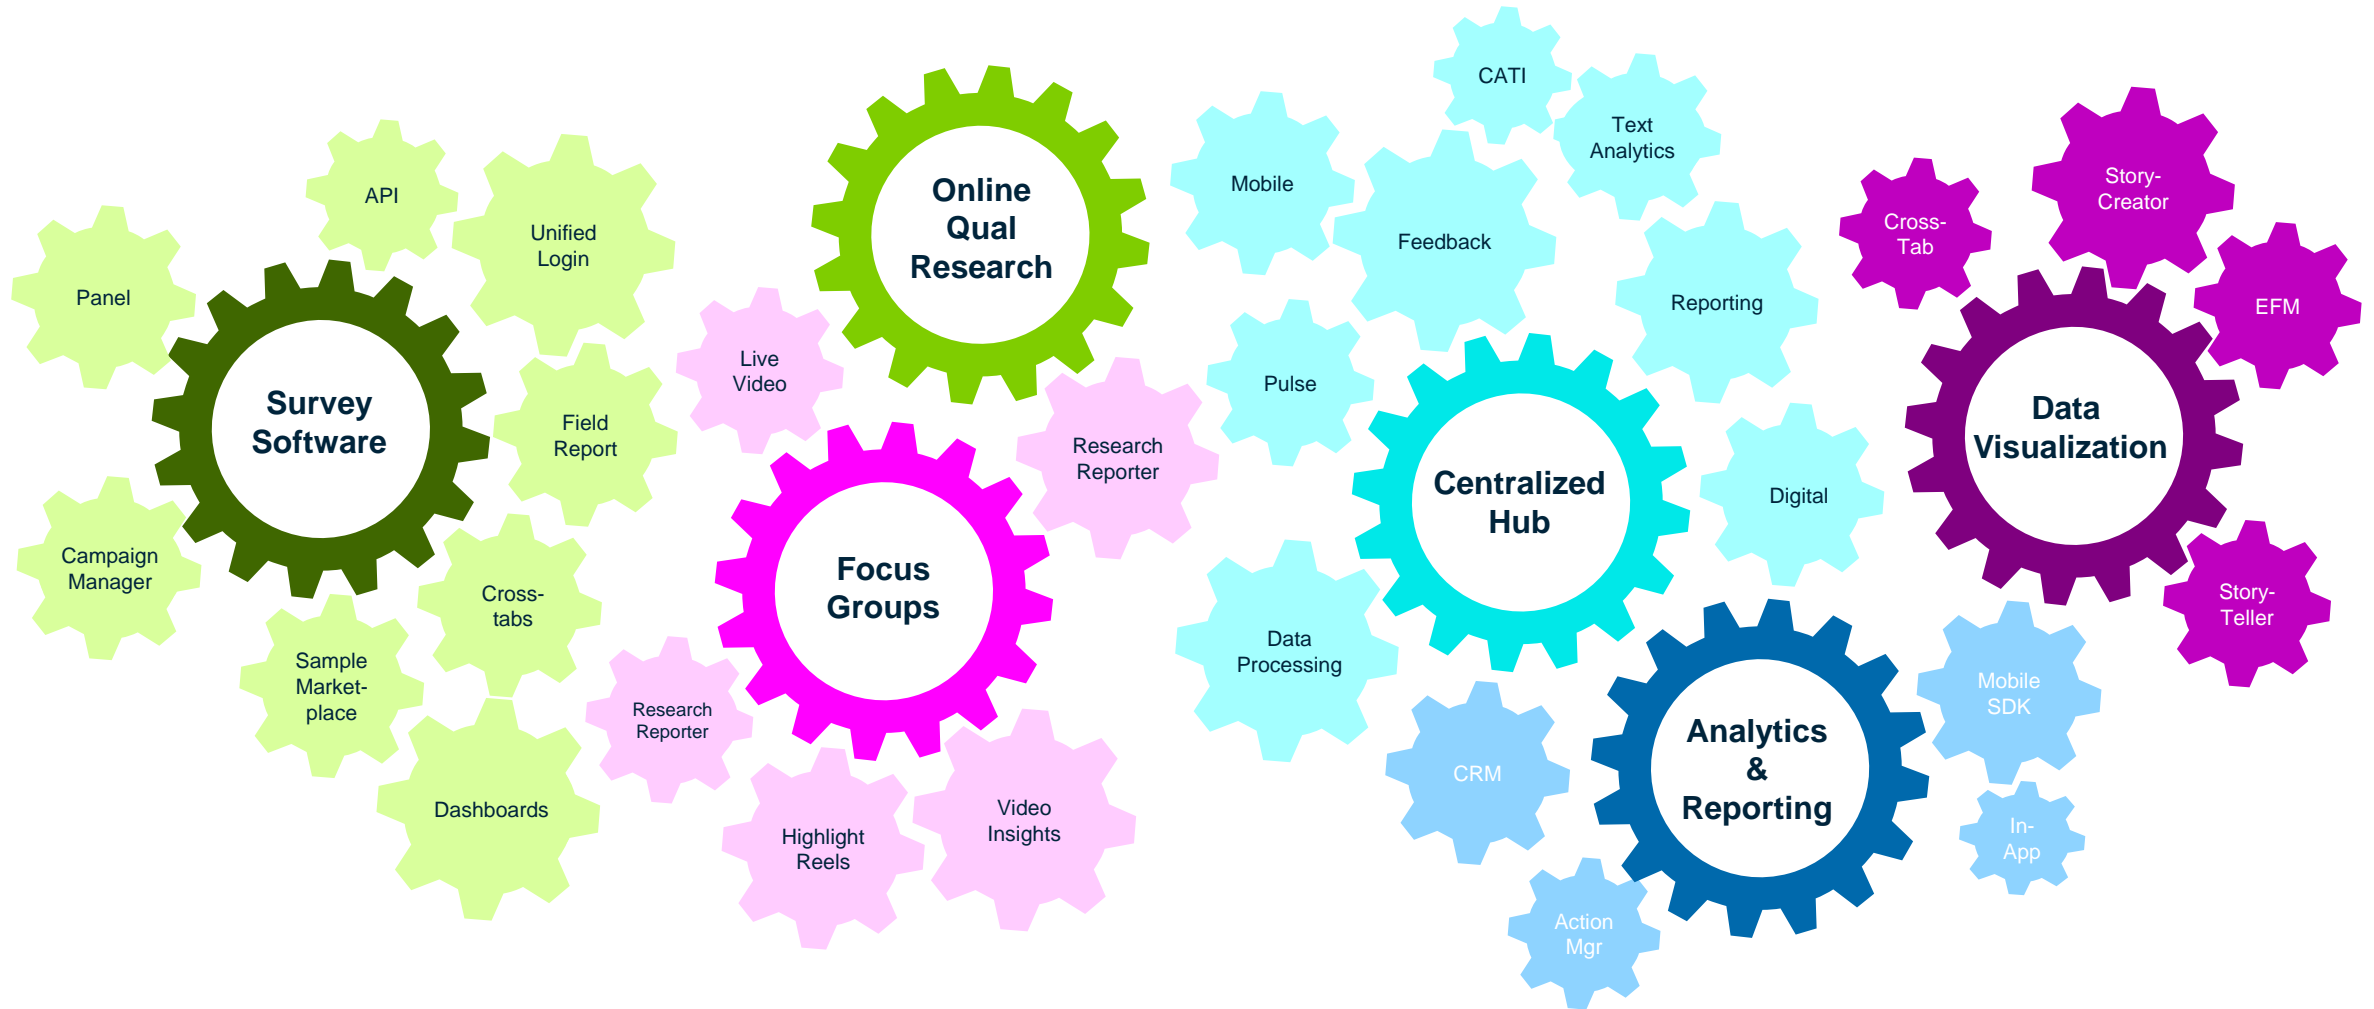 Panel
API
Unified
Login
Survey
Software
Field
Report
Campaign
Manager
Cross-
tabs
Sample
Market-
place
Dashboards
Online
Qual
Research
Live
Video
Research
Reporter
Focus
Groups
Research
Reporter
Highlight
Reels
Video
Insights
CATI
Text
Analytics
Mobile
Feedback
Reporting
Pulse
Centralized
Hub
Digital
Data
Processing
Cross-
Tab
Story-
Creator
EFM
Data
Visualization
Story-
Teller
Mobile
SDK
CRM
Analytics
&
Reporting
In-
App
Action
Mgr